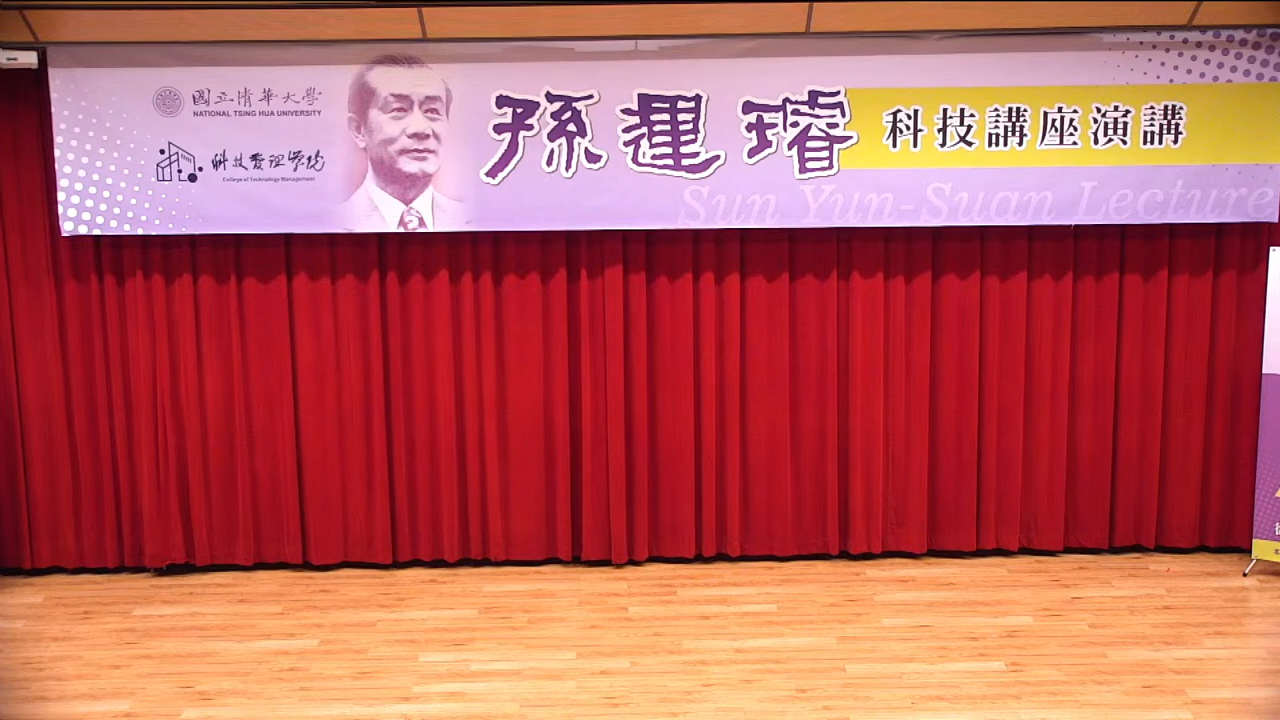 國立清華大學
NATIONAL TSING HUA UNIVERSITY
科技管理學院
College of Technology Management
孫運璿
科技講座演講
Sun Yun-Suan Lecture